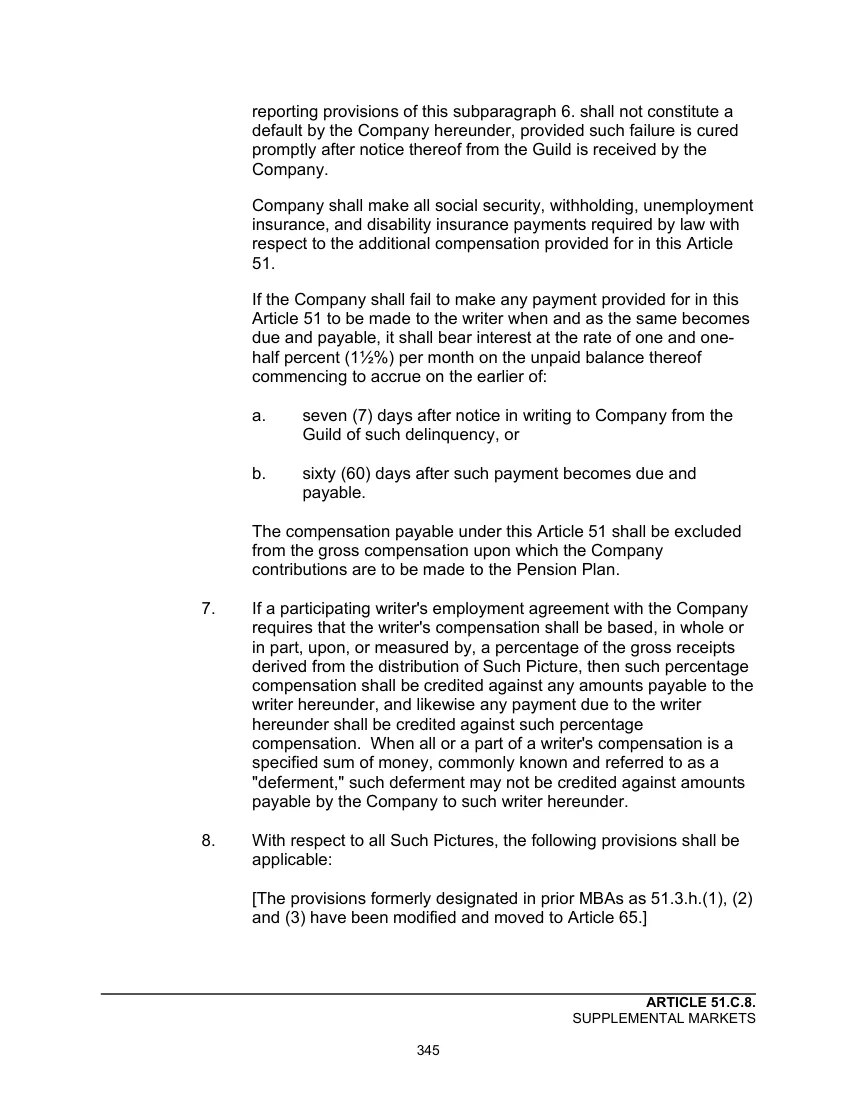 reporting provisions of this subparagraph 6. shall not constitute a
default by the Company hereunder, provided such failure is cured
promptly after notice thereof from the Guild is received by the
Company.
Company shall make all social security, withholding, unemployment
insurance, and disability insurance payments required by law with
respect to the additional compensation provided for in this Article
51.
If the Company shall fail to make any payment provided for in this
Article 51 to be made to the writer when and as the same becomes
due and payable, it shall bear interest at the rate of one and one-
half percent (1½%) per month on the unpaid balance thereof
commencing to accrue on the earlier of:
a. seven (7) days after notice in writing to Company from the
Guild of such delinquency, or
b. sixty (60) days after such payment becomes due and
payable.
The compensation payable under this Article 51 shall be excluded
from the gross compensation upon which the Company
contributions are to be made to the Pension Plan.
7. If a participating writer's employment agreement with the Company
requires that the writer's compensation shall be based, in whole or
in part, upon, or measured by, a percentage of the gross receipts
derived from the distribution of Such Picture, then such percentage
compensation shall be credited against any amounts payable to the
writer hereunder, and likewise any payment due to the writer
hereunder shall be credited against such percentage
compensation.  When all or a part of a writer's compensation is a
specified sum of money, commonly known and referred to as a
"deferment," such deferment may not be credited against amounts
payable by the Company to such writer hereunder.
8. With respect to all Such Pictures, the following provisions shall be
applicable:
[The provisions formerly designated in prior MBAs as 51.3.h.(1), (2)
and (3) have been modified and moved to Article 65.]
ARTICLE 51.C.8.
SUPPLEMENTAL MARKETS
345